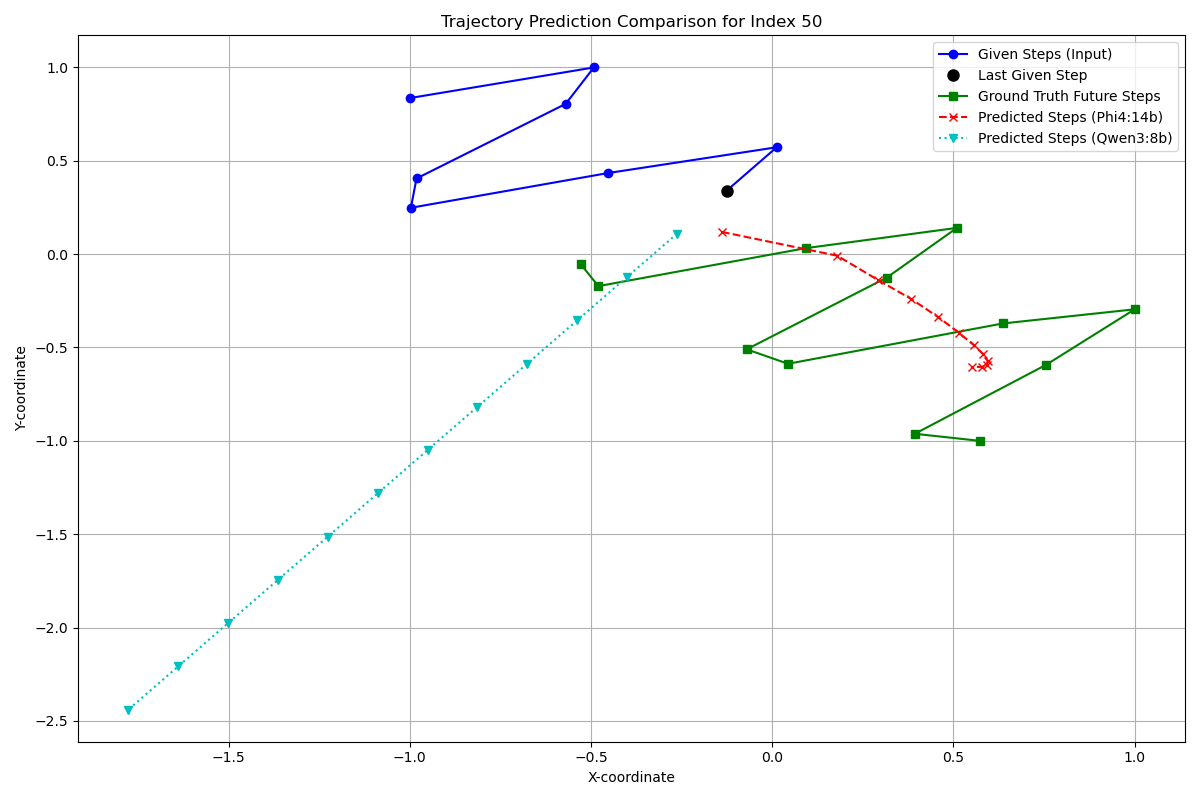 Trajectory Prediction Comparison for Index 50
Given Steps (Input)
Last Given Step
Ground Truth Future Steps
Predicted Steps (Phi4:14b)
Predicted Steps (Qwen3:8b)
1.0
0.5
0.0
−0.5
−1.0
−1.5
−2.0
−2.5
Y-coordinate
−1.5
−1.0
−0.5
0.0
0.5
1.0
X-coordinate